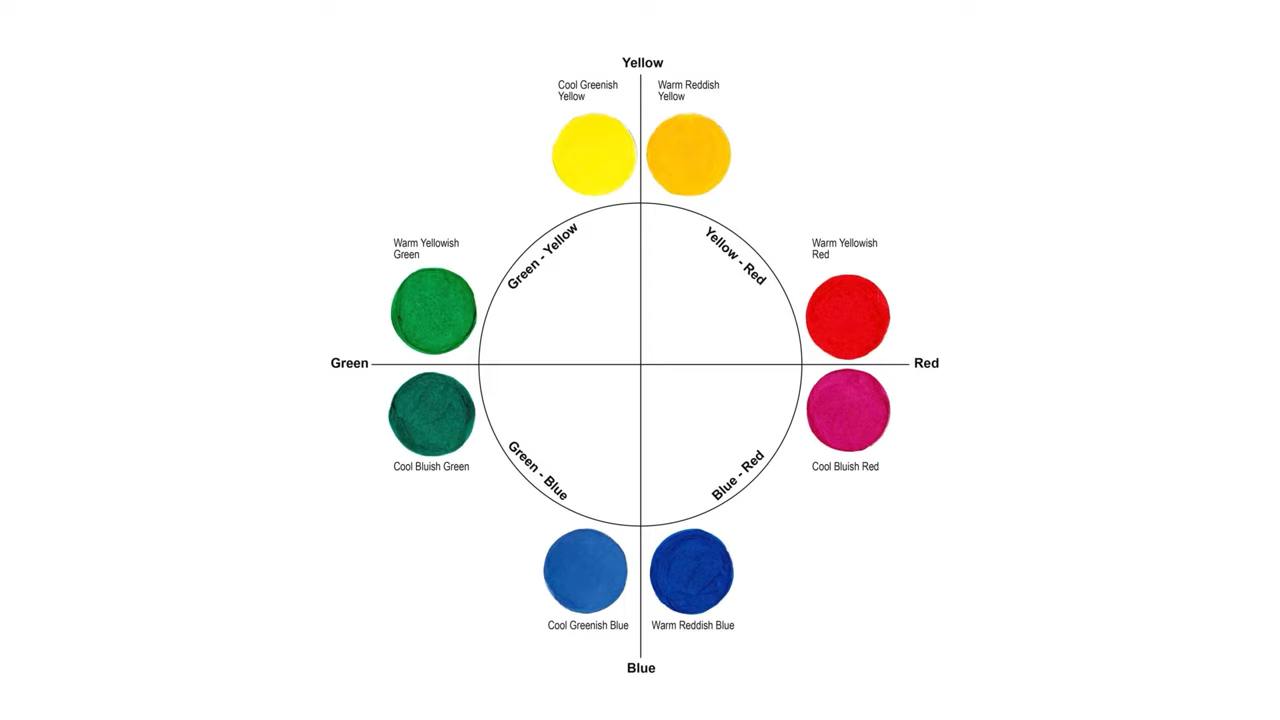 Yellow
Cool Greenish
Yellow
Warm Reddish
Yellow
Green - Yellow
Yellow - Red
Warm Yellowish
Green
Warm Yellowish
Red
Green
Red
Cool Bluish Green
Cool Bluish Red
Green - Blue
Blue - Red
Cool Greenish Blue
Warm Reddish Blue
Blue